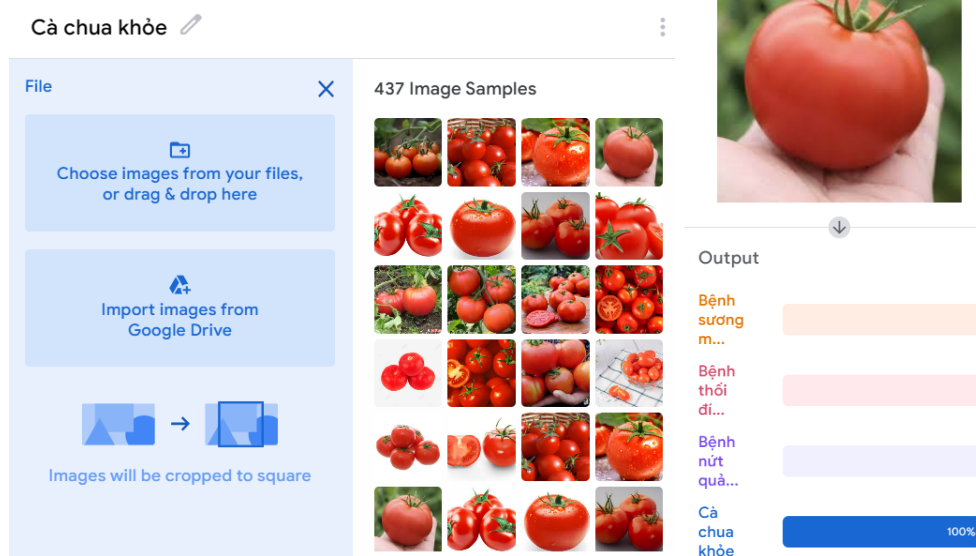 Cà chua khỏe
File
Choose images from your files,
or drag & drop here
Import images from
Google Drive
Images will be cropped to square
437 Image Samples
Output
Bệnh
sương
m...
Bệnh
thối
đí...
Bệnh
nứt
quả...
Cà
chua
khỏe
100%